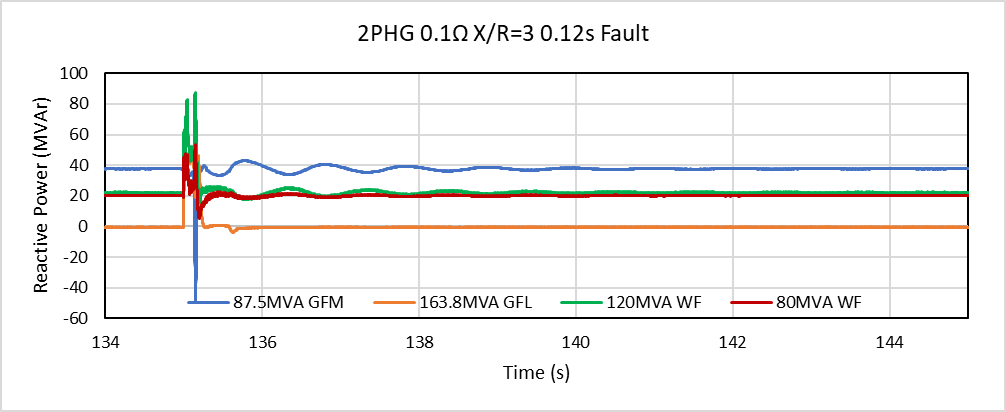 2PHG 0.1Ω X/R=3 0.12s Fault
Reactive Power (MVAr)
100
80
60
40
20
0
-20
-40
-60
87.5MVA GFM 163.8MVA GFL 120MVA WF 80MVA WF
134 136 138 140 142 144
Time (s)